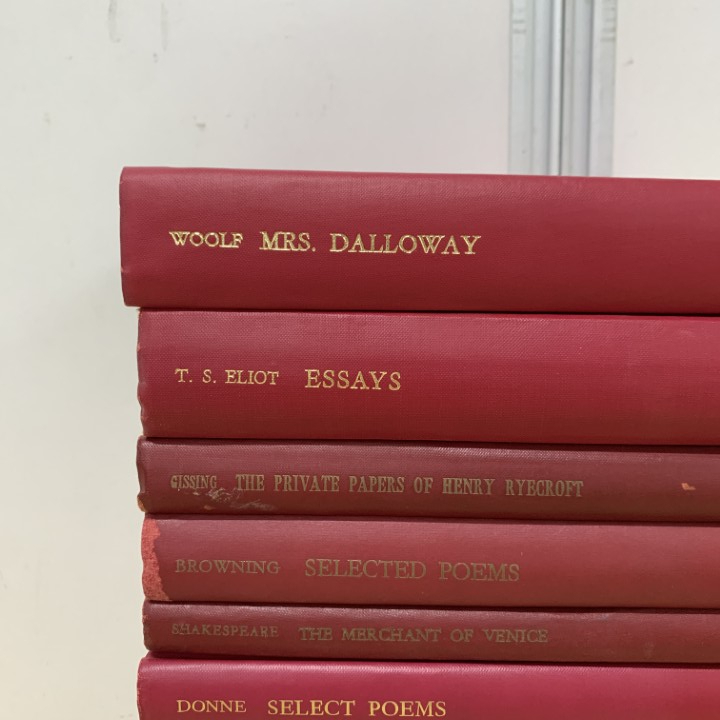 WOOLF MRS. DALLOWAY
T. S. ELIOT ESSAYS
GISSING THE PRIVATE PAPERS OF HENRY RYECROFT
BROWNING SELECTED POEMS
SHAKESPEARE THE MERCHANT OF VENICE
DONNE SELECT POEMS